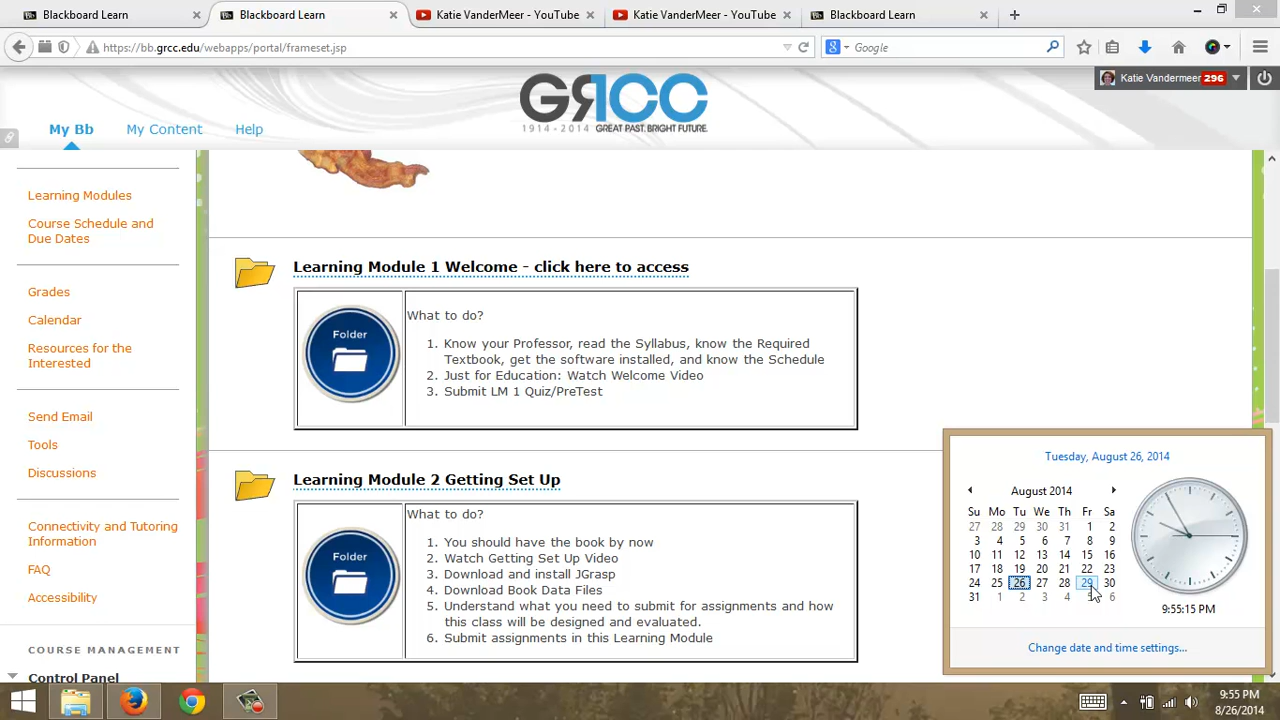 Blackboard Learn × Blackboard Learn × Katie VanderMeer - YouTube × Katie VanderMeer - YouTube × Blackboard Learn × +
https://bb.grcc.edu/webapps/portal/frameset.jsp
Google
Katie Vandermeer 296
GRCC
1914-2014 GREAT PAST. BRIGHT FUTURE.
My Bb My Content Help
Learning Modules
Course Schedule and
Due Dates
Grades
Calendar
Resources for the
Interested
Send Email
Tools
Discussions
Connectivity and Tutoring
Information
FAQ
Accessibility
COURSE MANAGEMENT
Control Panel
Learning Module 1 Welcome - click here to access
Folder
What to do?
1. Know your Professor, read the Syllabus, know the Required
Textbook, get the software installed, and know the Schedule
2. Just for Education: Watch Welcome Video
3. Submit LM 1 Quiz/PreTest
Learning Module 2 Getting Set Up
Folder
What to do?
1. You should have the book by now
2. Watch Getting Set Up Video
3. Download and install JGrasp
4. Download Book Data Files
5. Understand what you need to submit for assignments and how
this class will be designed and evaluated.
6. Submit assignments in this Learning Module
Tuesday, August 26, 2014
August 2014
Su Mo Tu We Th Fr Sa
27 28 29 30 31 1 2
3 4 5 6 7 8 9
10 11 12 13 14 15 16
17 18 19 20 21 22 23
24 25 26 27 28 29 30
31 1 2 3 4 5 6
9:55:15 PM
Change date and time settings...
9:55 PM
8/26/2014